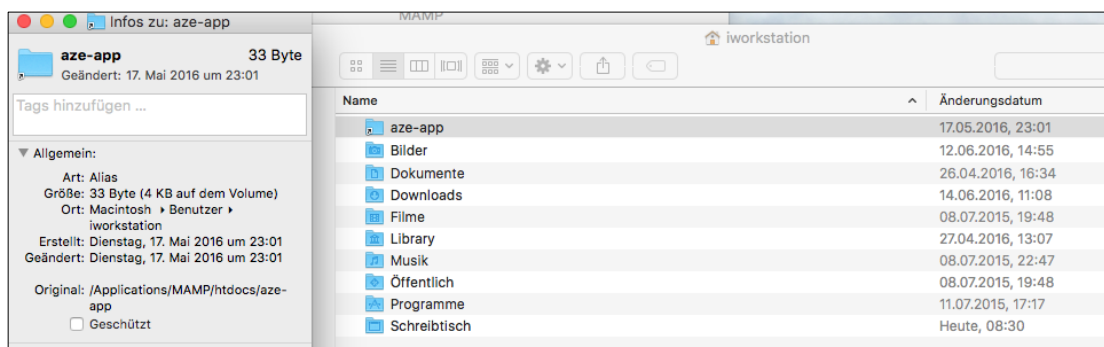 Infos zu: aze-app
aze-app 33 Byte
Geändert: 17. Mai 2016 um 23:01
Tags hinzufügen ...
Allgemein:
Art: Alias
Größe: 33 Byte (4 KB auf dem Volume)
Ort: Macintosh ▸ Benutzer ▸
iworkstation
Erstellt: Dienstag, 17. Mai 2016 um 23:01
Geändert: Dienstag, 17. Mai 2016 um 23:01
Original: /Applications/MAMP/htdocs/aze-
app
Geschützt
MAMP
iworkstation
Name Änderungsdatum
aze-app 17.05.2016, 23:01
Bilder 12.06.2016, 14:55
Dokumente 26.04.2016, 16:34
Downloads 14.06.2016, 11:08
Filme 08.07.2015, 19:48
Library 27.04.2016, 13:07
Musik 08.07.2015, 22:47
Öffentlich 08.07.2015, 19:48
Programme 11.07.2015, 17:17
Schreibtisch Heute, 08:30